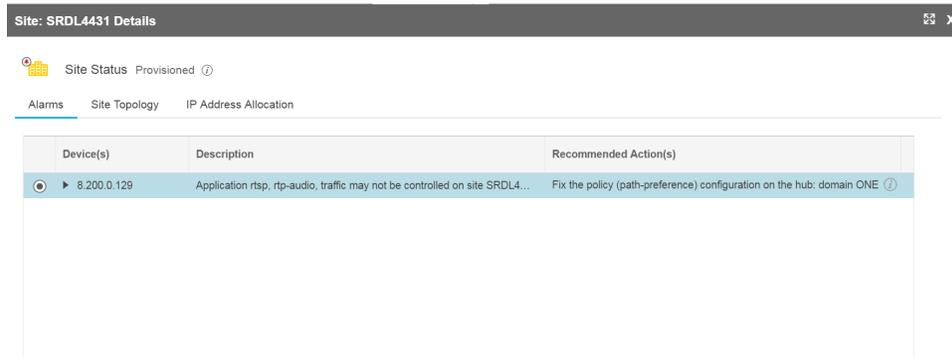 Site: SRDL4431 Details
Site Status Provisioned
Alarms Site Topology IP Address Allocation
Device(s) Description Recommended Action(s)
8.200.0.129 Application rtsp, rtp-audio, traffic may not be controlled on site SRDL4... Fix the policy (path-preference) configuration on the hub: domain ONE